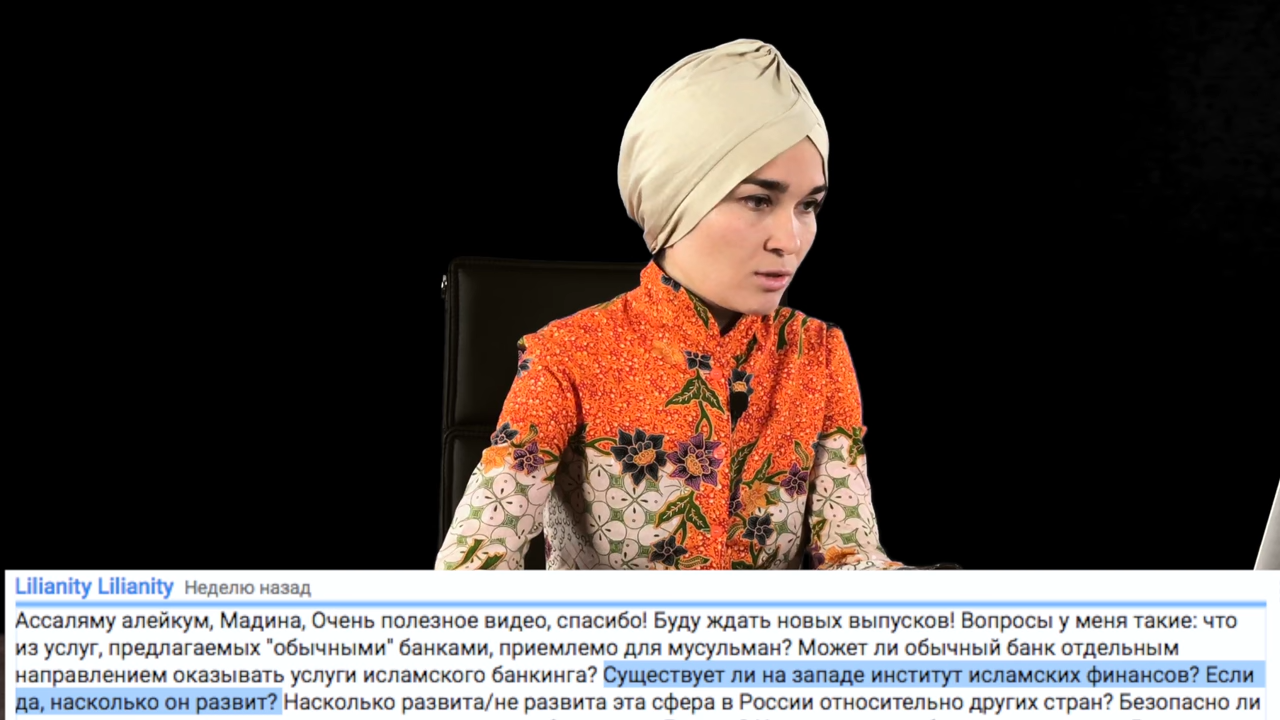 Lilianity Lilianity Неделю назад
Ассаляму алейкум, Мадина, Очень полезное видео, спасибо! Буду ждать новых выпусков! Вопросы у меня такие: что
из услуг, предлагаемых "обычными" банками, приемлемо для мусульман? Может ли обычный банк отдельным
направлением оказывать услуги исламского банкинга? Существует ли на западе институт исламских финансов? Если
да, насколько он развит? Насколько развита/не развита эта сфера в России относительно других стран? Безопасно ли